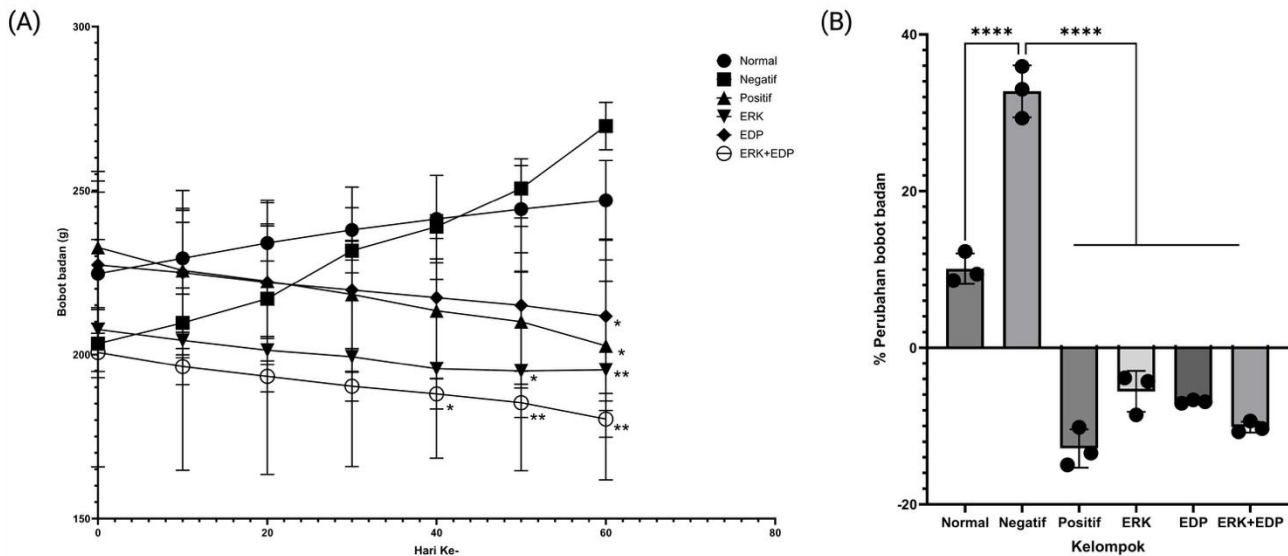 (A)
300
250
200
150
Bobot badan (g)
0
20
40
60
80
Hari Ke-
Normal
Negatif
Positif
ERK
EDP
ERK+EDP
*
*
*
**
*
**
**
(B)
40
20
0
-20
% Perubahan bobot badan
**** ****
Normal Negatif Positif ERK EDP ERK+EDP
Kelompok